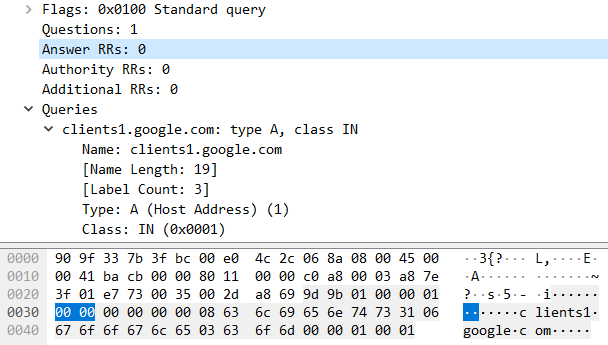 Flags: 0x0100 Standard query
Questions: 1
Answer RRs: 0
Authority RRs: 0
Additional RRs: 0
Queries
clients1.google.com: type A, class IN
Name: clients1.google.com
[Name Length: 19]
[Label Count: 3]
Type: A (Host Address) (1)
Class: IN (0x0001)
0000 90 9f 33 7b 3f bc 00 e0 4c 2c 06 8a 08 00 45 00 ··3{?···L,····E·
0010 00 41 ba cb 00 00 80 11 00 00 c0 a8 00 03 a8 7e ·A·············~
0020 3f 01 e7 73 00 35 00 2d a8 69 9d 9b 01 00 00 01 ?··s·5·-·i······
0030 00 00 00 00 00 00 08 63 6c 69 65 6e 74 73 31 06 ·······clients1·
0040 67 6f 6f 67 6c 65 03 63 6f 6d 00 00 01 00 01 google·com·····